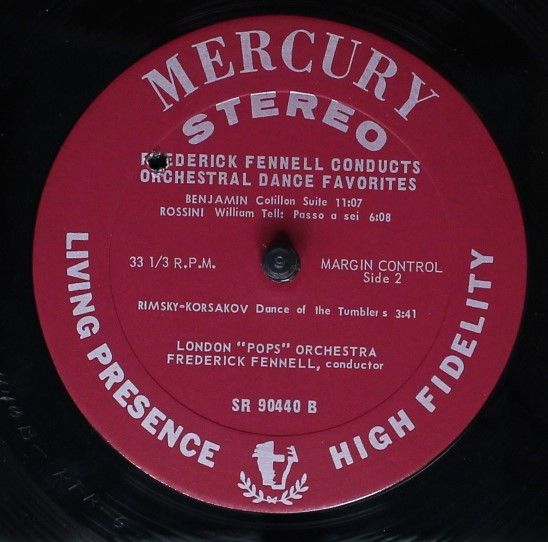 MERCURY
STEREO
FREDERICK FENNELL CONDUCTS
ORCHESTRAL DANCE FAVORITES
BENJAMIN Cotillon Suite 11:07
ROSSINI William Tell: Passo a sei 6:08
33 1/3 R.P.M.
MARGIN CONTROL
Side 2
RIMSKY-KORSAKOV Dance of the Tumblers 3:41
LONDON "POPS" ORCHESTRA
FREDERICK FENNELL, conductor
SR 90440 B
LIVING PRESENCE
HIGH FIDELITY